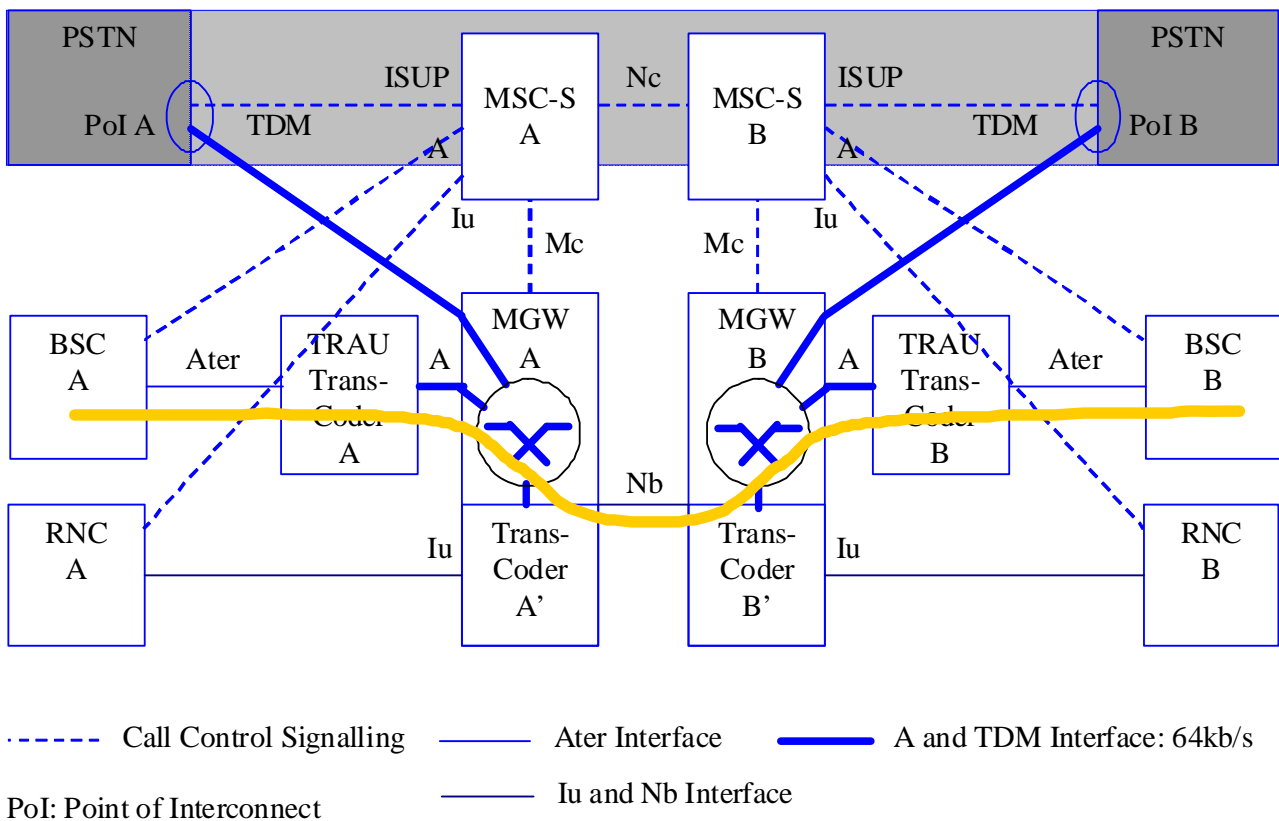 PSTN
PSTN
ISUP
Nc
ISUP
MSC-S
A
MSC-S
B
PoI A
TDM
TDM
PoI B
A
A
Iu
Iu
Mc
Mc
MGW
A
MGW
B
BSC
A
Ater
TRAU
Trans-
Coder
A
A
A
TRAU
Trans-
Coder
B
Ater
BSC
B
Nb
RNC
A
Iu
Trans-
Coder
A’
Trans-
Coder
B’
Iu
RNC
B
Call Control Signalling
Ater Interface
A and TDM Interface: 64kb/s
PoI: Point of Interconnect
Iu and Nb Interface